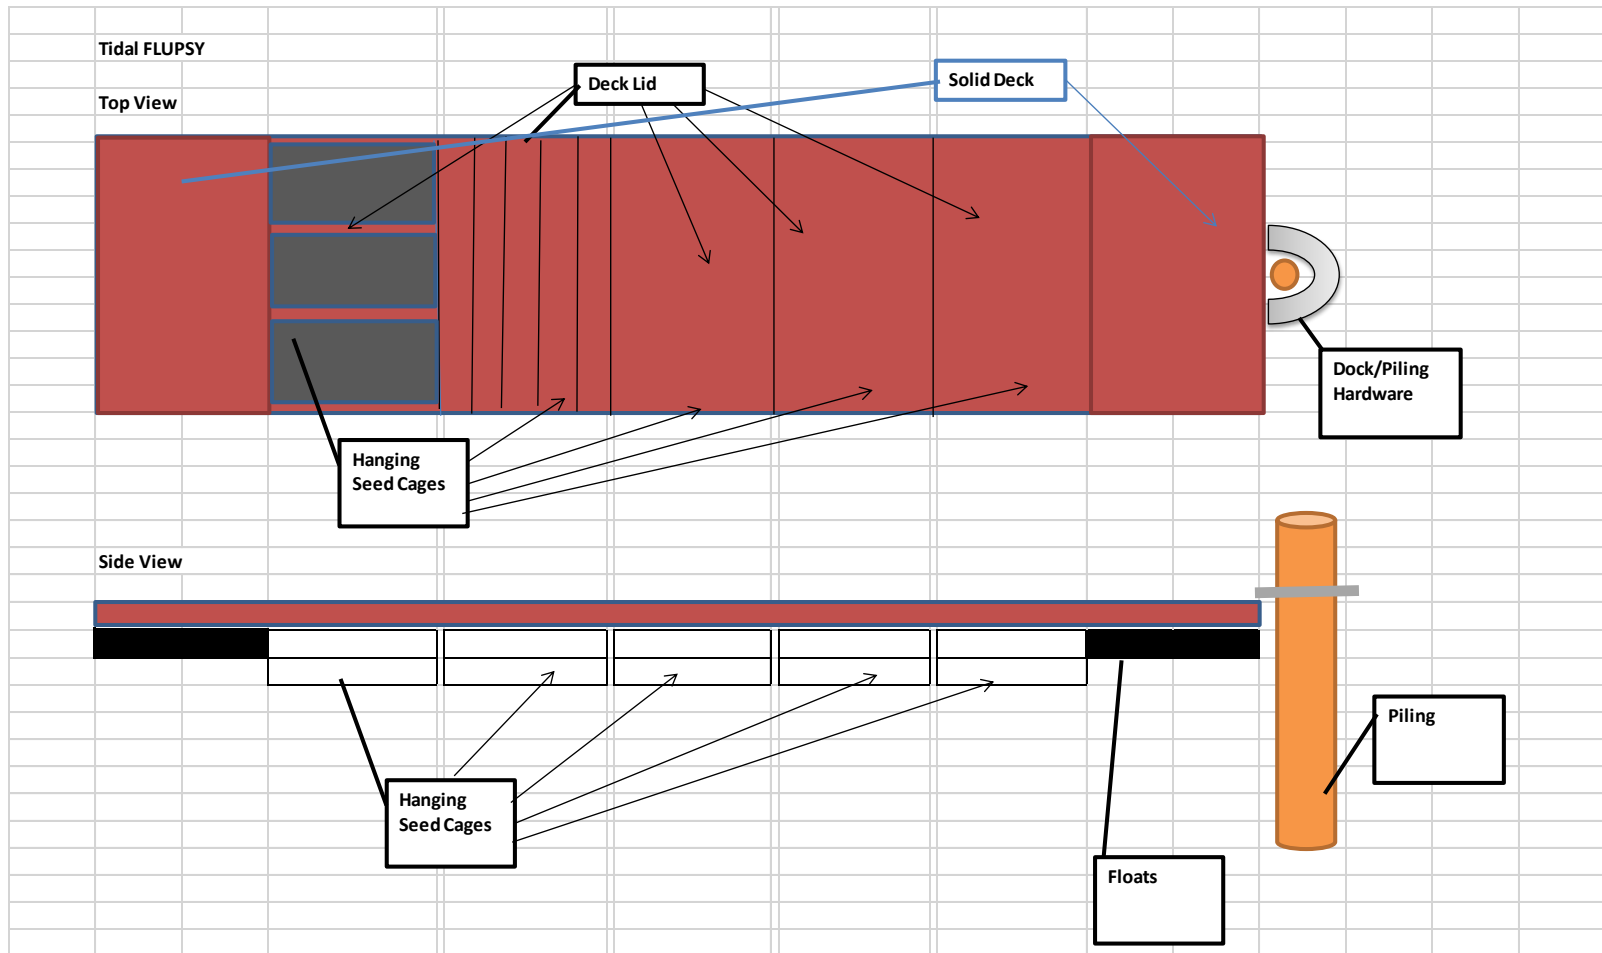 Tidal FLUPSY
Deck Lid
Solid Deck
Top View
Dock/Piling
Hardware
Hanging
Seed Cages
Side View
Piling
Hanging
Seed Cages
Floats